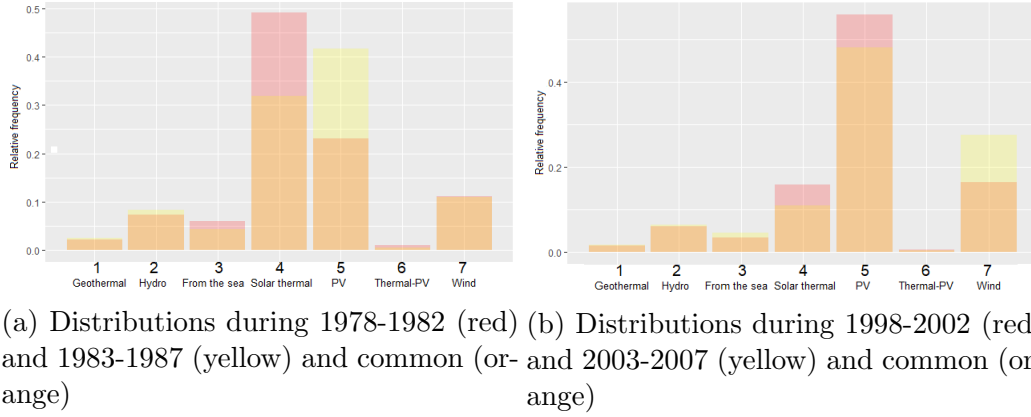 Relative frequency
0.5
0.4
0.3
0.2
0.1
0.0
1 2 3 4 5 6 7
Geothermal Hydro From the sea Solar thermal PV Thermal-PV Wind
(a) Distributions during 1978-1982 (red)
and 1983-1987 (yellow) and common (or-
ange)
Relative frequency
0.4
0.2
0.0
1 2 3 4 5 6 7
Geothermal Hydro From the sea Solar thermal PV Thermal-PV Wind
(b) Distributions during 1998-2002 (red
and 2003-2007 (yellow) and common (or
ange)